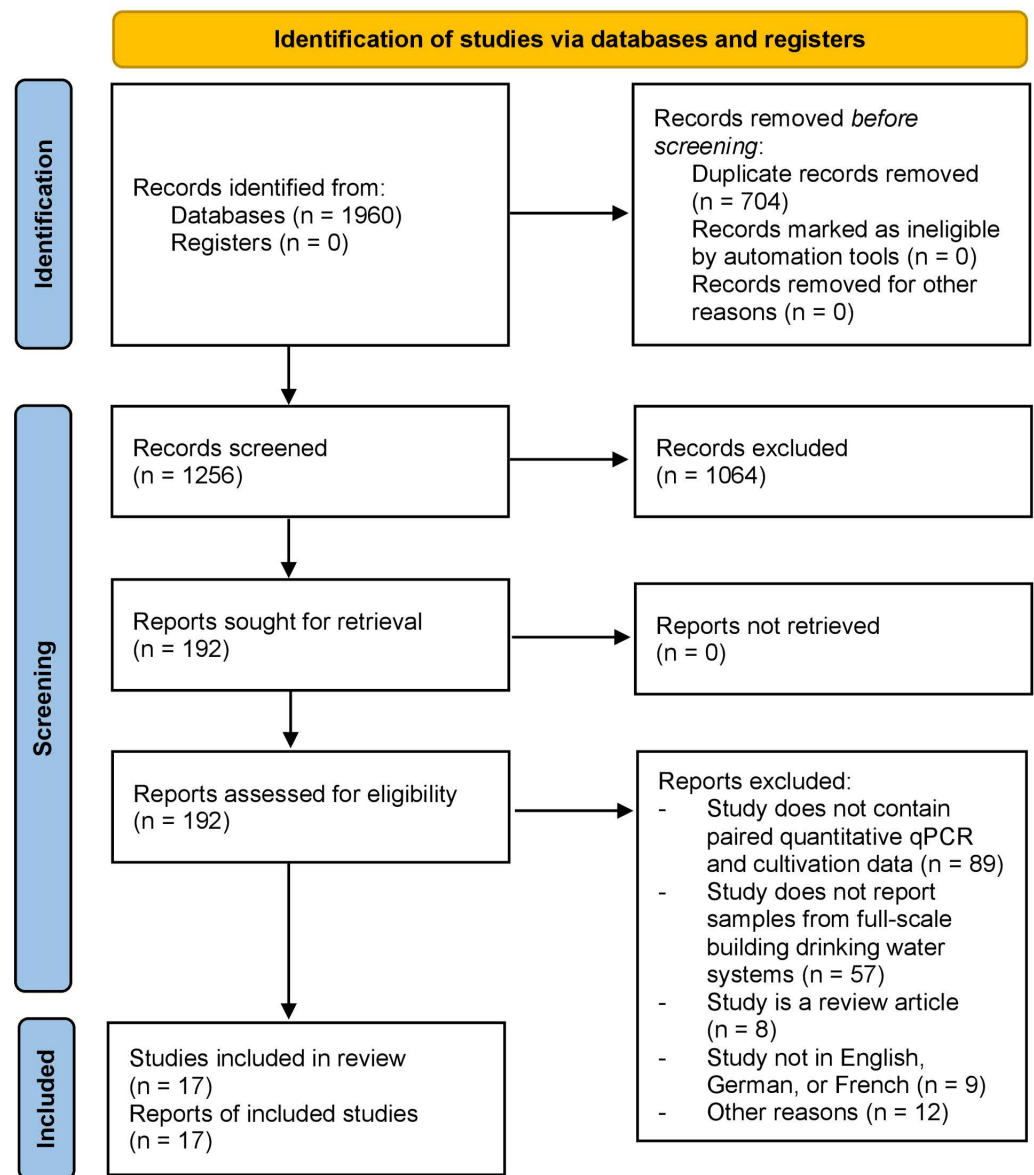 Identification of studies via databases and registers
Identification
Records identified from:
Databases (n = 1960)
Registers (n = 0)
Records removed before
screening:
Duplicate records removed
(n = 704)
Records marked as ineligible
by automation tools (n = 0)
Records removed for other
reasons (n = 0)
Screening
Records screened
(n = 1256)
Records excluded
(n = 1064)
Reports sought for retrieval
(n = 192)
Reports not retrieved
(n = 0)
Reports assessed for eligibility
(n = 192)
Reports excluded:
- Study does not contain
paired quantitative qPCR
and cultivation data (n = 89)
- Study does not report
samples from full-scale
building drinking water
systems (n = 57)
- Study is a review article
(n = 8)
- Study not in English,
German, or French (n = 9)
- Other reasons (n = 12)
Included
Studies included in review
(n = 17)
Reports of included studies
(n = 17)